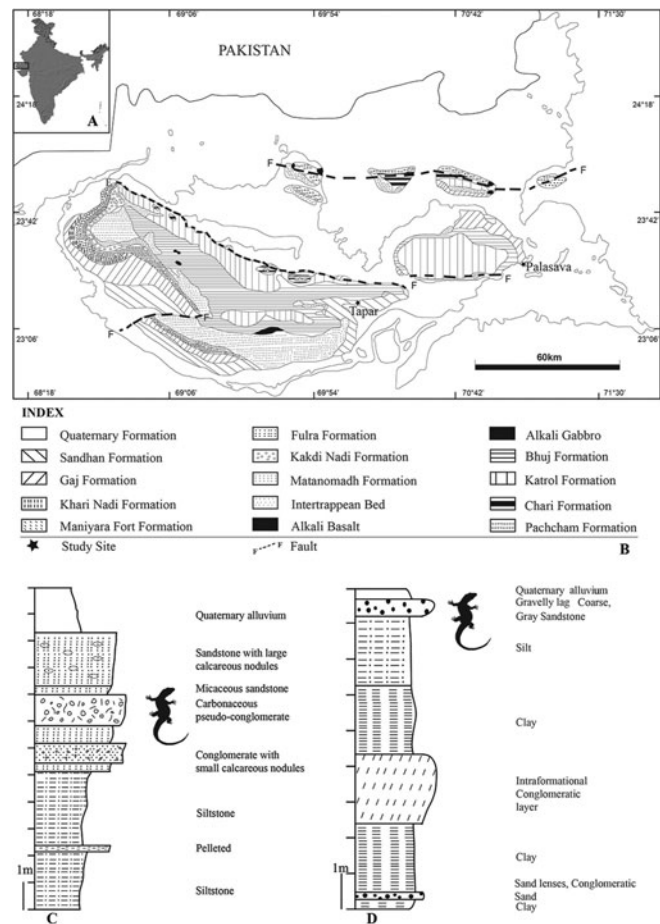 68°18' 69°06' 69°54' 70°42' 71°30'
PAKISTAN
24°18' 24°18'
A
F F
F
23°42' 23°42'
F
Palasava
F F
F
Tapar
23°06' 23°06'
F
60km
68°18' 69°06' 69°54' 70°42' 71°30'
INDEX
Quaternary Formation Fulra Formation Alkali Gabbro
Sandhan Formation Kakdi Nadi Formation Bhuj Formation
Gaj Formation Matanomadh Formation Katrol Formation
Khari Nadi Formation Intertrappean Bed Chari Formation
Maniyara Fort Formation Alkali Basalt Pachcham Formation
Study Site F F Fault B
Quaternary alluvium
Sandstone with large
calcareous nodules
Micaceous sandstone
Carbonaceous
pseudo-conglomerate
Conglomerate with
small calcareous nodules
Siltstone
Pelleted
1m
Siltstone
C
Quaternary alluvium
Gravelly lag Coarse,
Gray Sandstone
Silt
Clay
Intraformational
Conglomeratic
layer
Clay
1m
Sand lenses, Conglomeratic
Sand
Clay
D